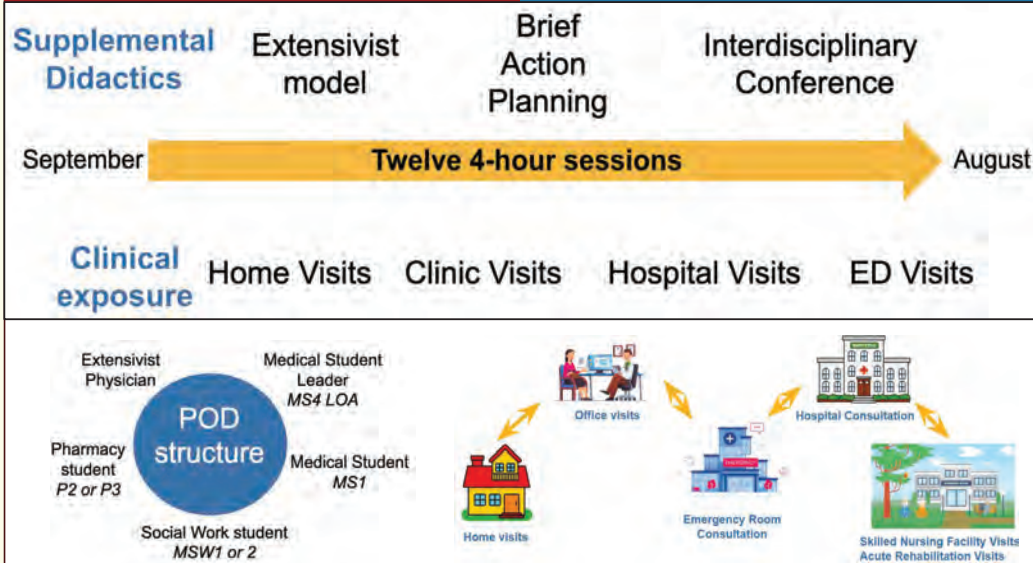 Supplemental
Didactics
Extensivist
model
Brief
Action
Planning
Interdisciplinary
Conference
September
Twelve 4-hour sessions
August
Clinical
exposure
Home Visits
Clinic Visits
Hospital Visits
ED Visits
Extensivist
Physician
Medical Student
Leader
MS4 LOA
POD
structure
Pharmacy
student
P2 or P3
Medical Student
MS1
Social Work student
MSW1 or 2
Office visits
Hospital Consultation
Home visits
Emergency Room
Consultation
Skilled Nursing Facility Visits
Acute Rehabilitation Visits